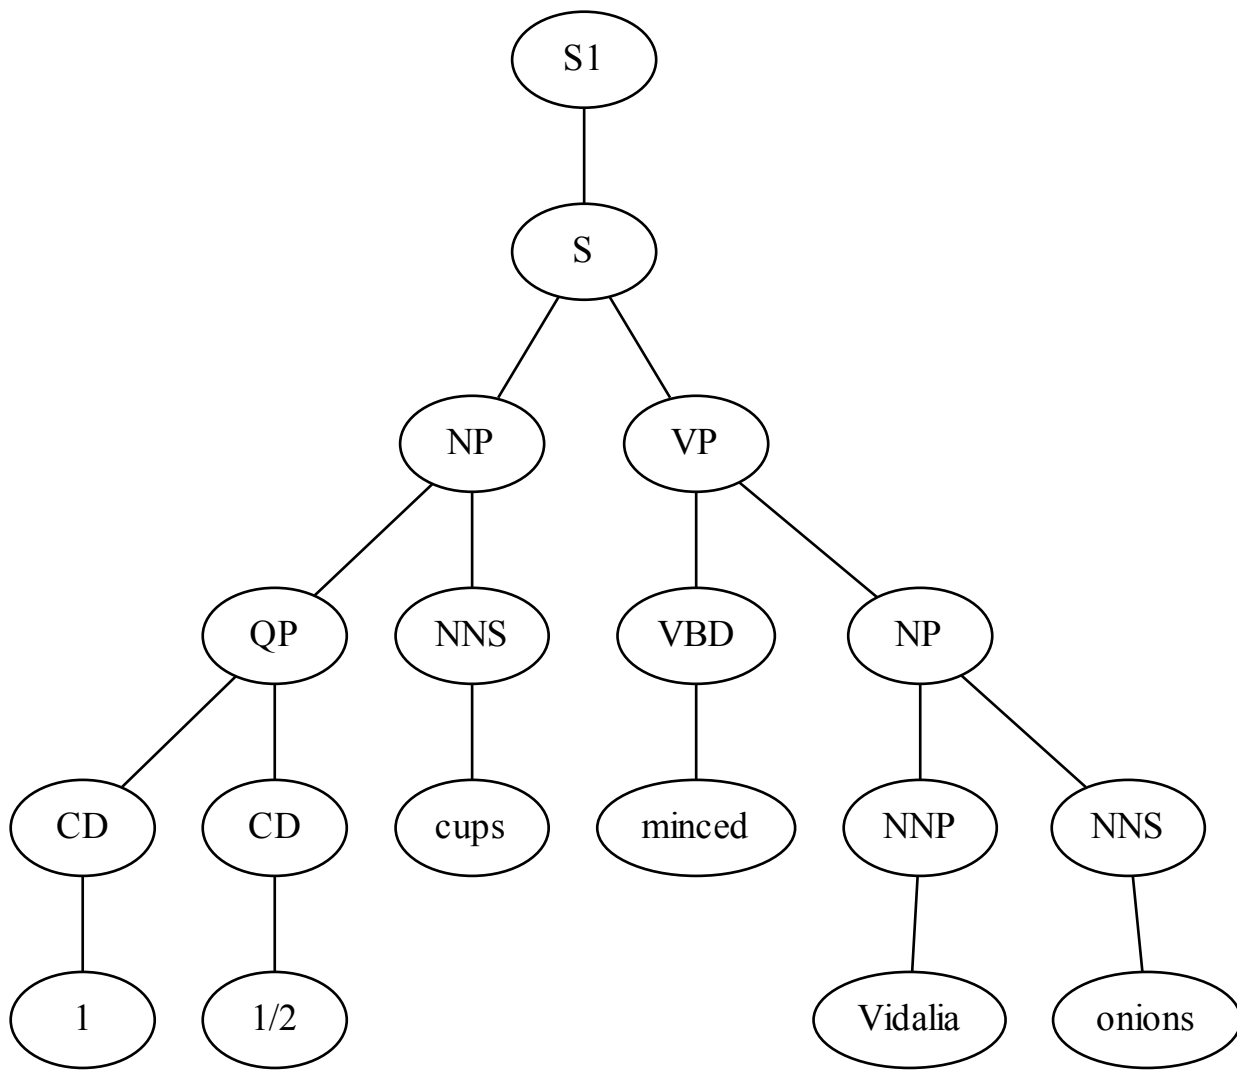 S1
S
NP VP
QP NNS VBD NP
CD CD cups minced NNP NNS
1 1/2 Vidalia onions